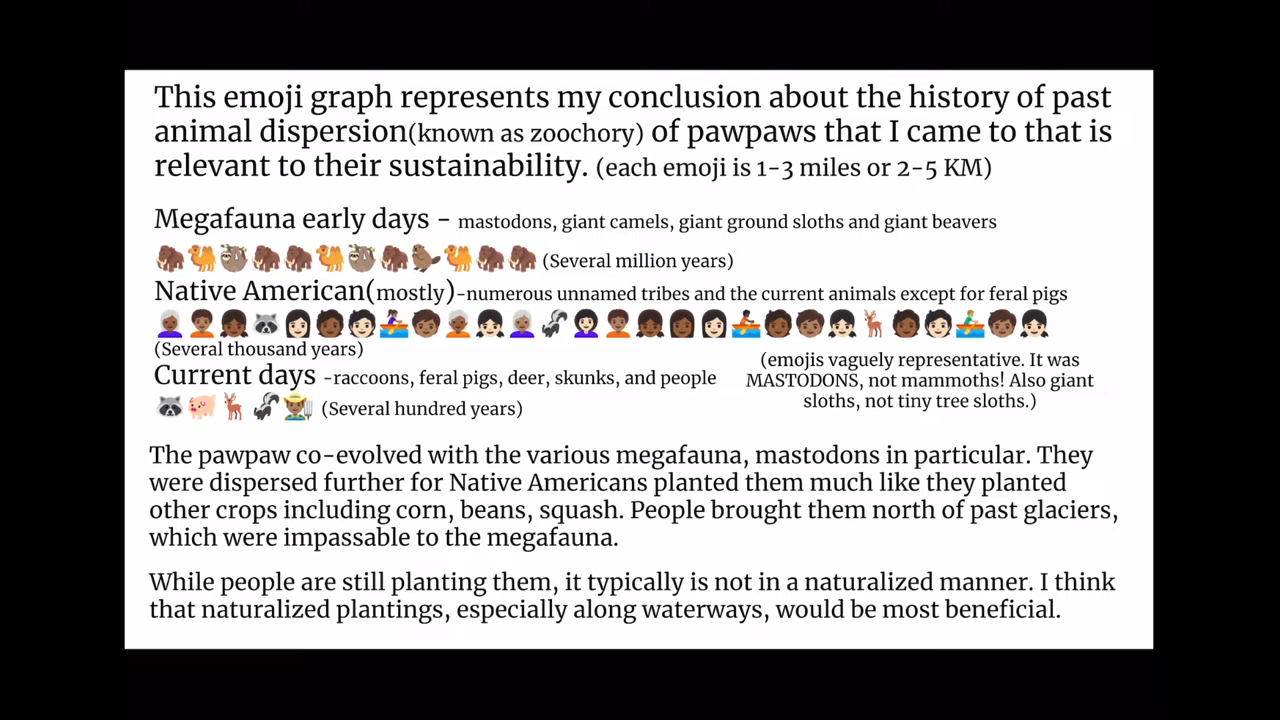 This emoji graph represents my conclusion about the history of past
animal dispersion(known as zoochory) of pawpaws that I came to that is
relevant to their sustainability. (each emoji is 1-3 miles or 2-5 KM)
Megafauna early days - mastodons, giant camels, giant ground sloths and giant beavers
(Several million years)
Native American(mostly)-numerous unnamed tribes and the current animals except for feral pigs
(Several thousand years)
Current days -raccoons, feral pigs, deer, skunks, and people
(Several hundred years)
(emojis vaguely representative. It was
MASTODONS, not mammoths! Also giant
sloths, not tiny tree sloths.)
The pawpaw co-evolved with the various megafauna, mastodons in particular. They
were dispersed further for Native Americans planted them much like they planted
other crops including corn, beans, squash. People brought them north of past glaciers,
which were impassable to the megafauna.
While people are still planting them, it typically is not in a naturalized manner. I think
that naturalized plantings, especially along waterways, would be most beneficial.